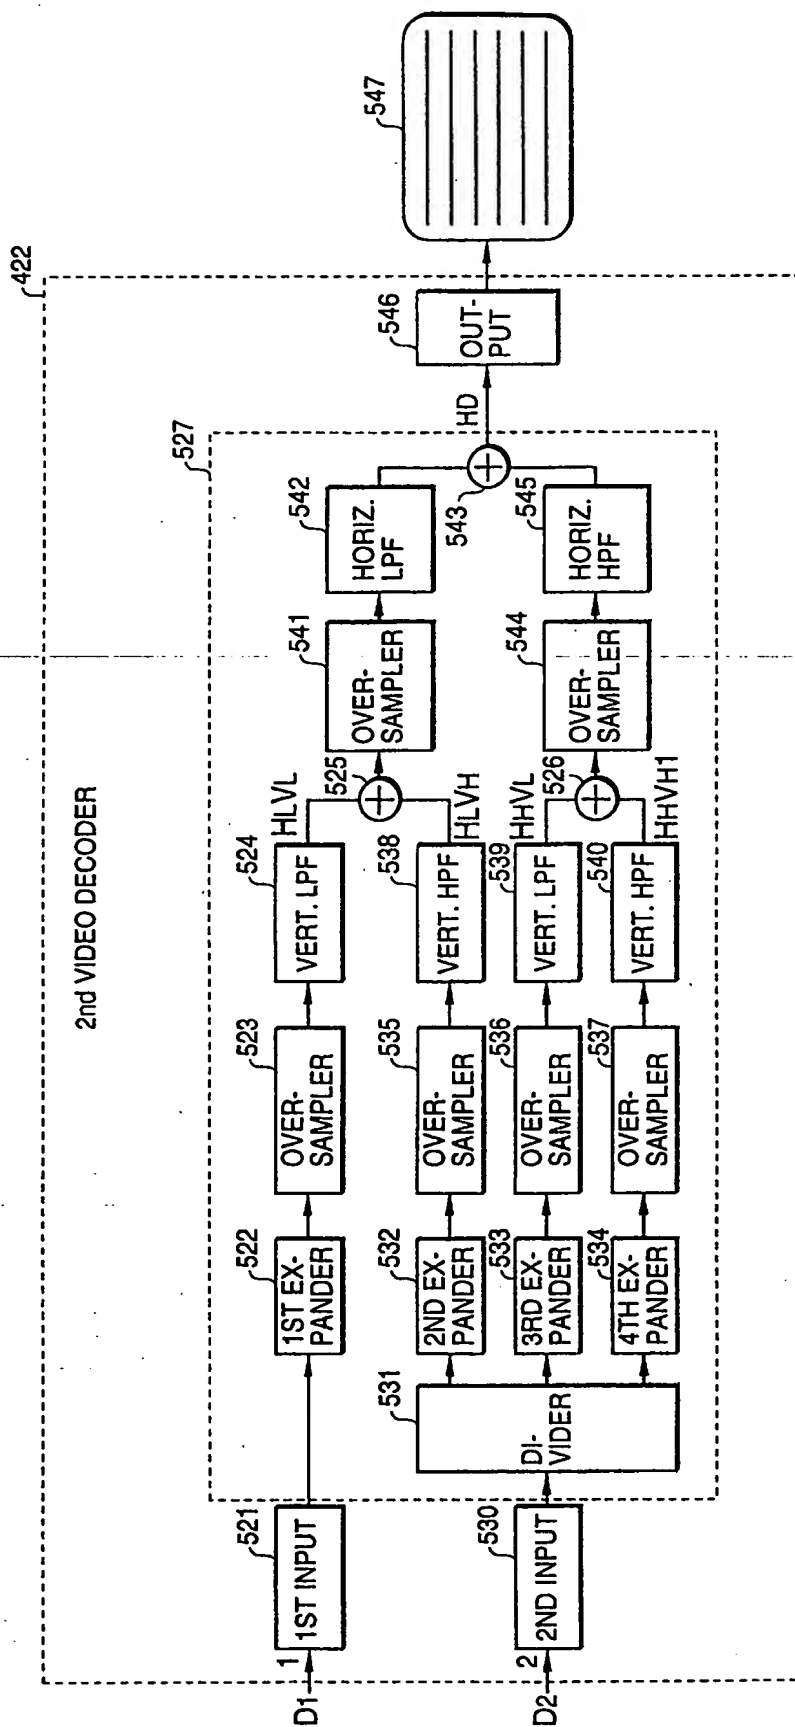 2nd VIDEO DECODER
422
527
D1
1
521
1ST INPUT
522
1ST EX-
PANDER
523
OVER-
SAMPLER
524
VERT. LPF
HLVL
525
541
OVER-
SAMPLER
542
HORIZ.
LPF
D2
2
530
2ND INPUT
531
DI-
VIDER
532
2ND EX-
PANDER
535
OVER-
SAMPLER
538
VERT. HPF
HLVH
533
3RD EX-
PANDER
536
OVER-
SAMPLER
539
VERT. LPF
HHVL
526
534
4TH EX-
PANDER
537
OVER-
SAMPLER
540
VERT. HPF
HHVH1
544
OVER-
SAMPLER
545
HORIZ.
HPF
543
HD
546
OUT-
PUT
547